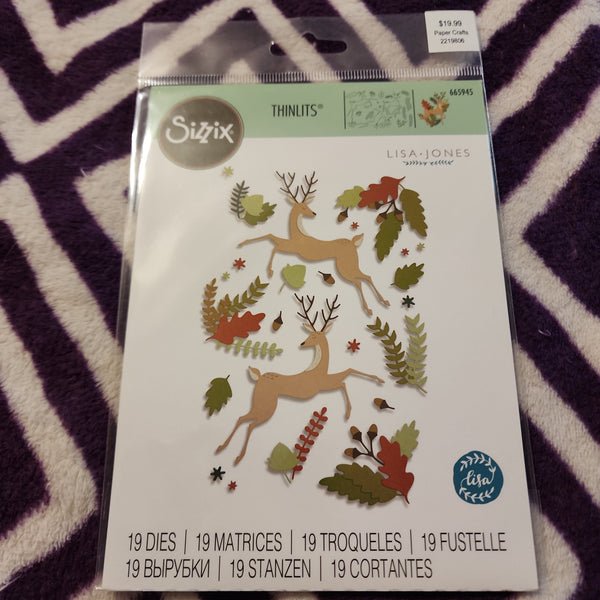 $19.99
Paper Crafts
2219806
Sizzix
THINLITS®
665945
LISA·JONES
lisa
19 DIES | 19 MATRICES | 19 TROQUELES | 19 FUSTELLE
19 ВЫРУБКИ | 19 STANZEN | 19 CORTANTES